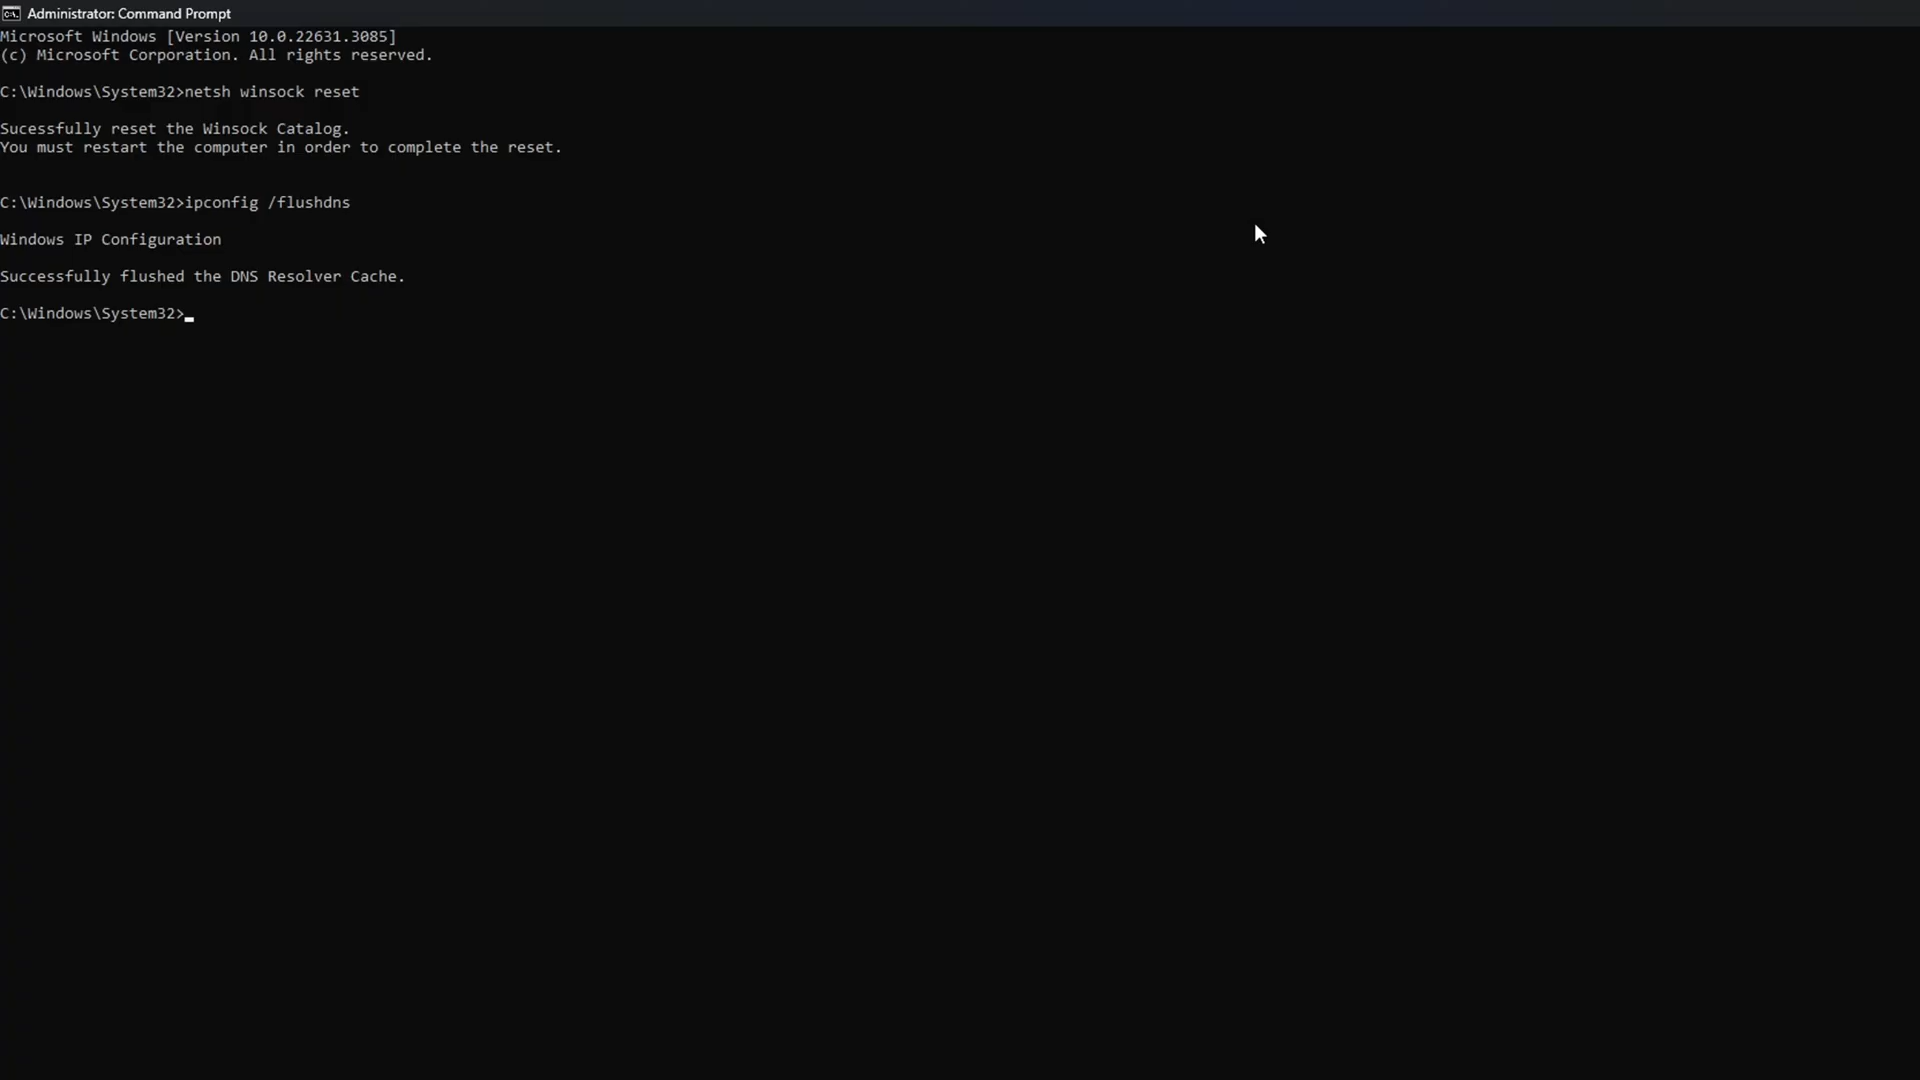 Administrator: Command Prompt
Microsoft Windows [Version 10.0.22631.3085]
(c) Microsoft Corporation. All rights reserved.
C:\Windows\System32>netsh winsock reset
Sucessfully reset the Winsock Catalog.
You must restart the computer in order to complete the reset.
C:\Windows\System32>ipconfig /flushdns
Windows IP Configuration
Successfully flushed the DNS Resolver Cache.
C:\Windows\System32>